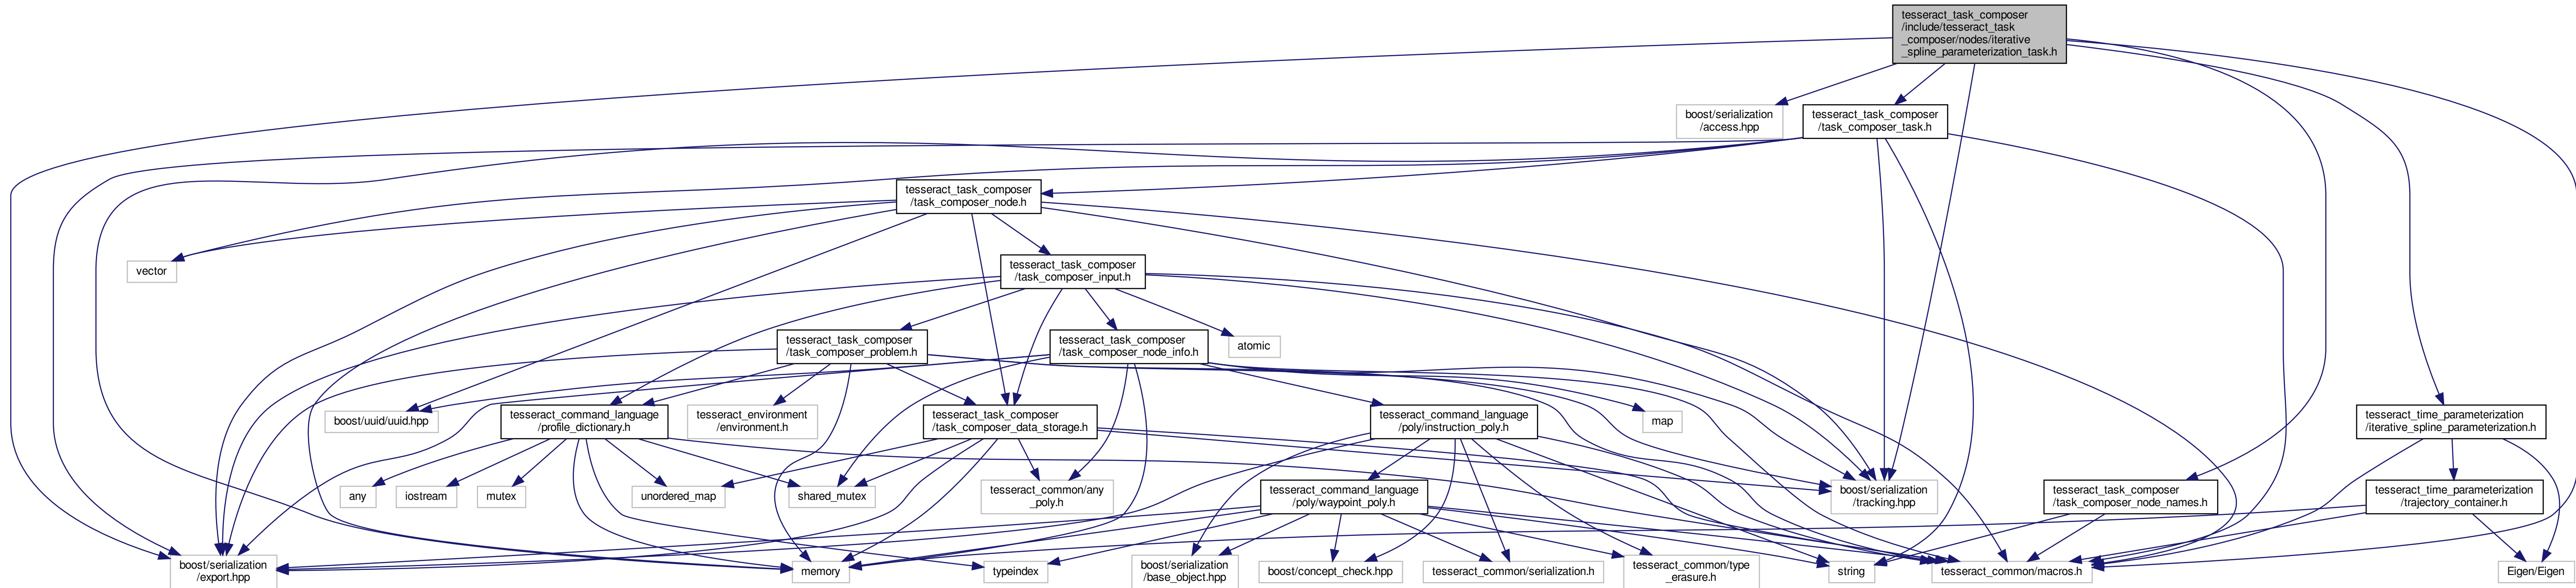 tesseract_task_composer
/include/tesseract_task
_composer/nodes/iterative
_spline_parameterization_task.h
boost/serialization
/access.hpp
tesseract_task_composer
/task_composer_task.h
tesseract_task_composer
/task_composer_node.h
vector
tesseract_task_composer
/task_composer_input.h
tesseract_task_composer
/task_composer_problem.h
tesseract_task_composer
/task_composer_node_info.h
atomic
boost/uuid/uuid.hpp
tesseract_command_language
/profile_dictionary.h
tesseract_environment
/environment.h
tesseract_task_composer
/task_composer_data_storage.h
tesseract_command_language
/poly/instruction_poly.h
map
tesseract_time_parameterization
/iterative_spline_parameterization.h
any
iostream
mutex
unordered_map
shared_mutex
tesseract_common/any
_poly.h
tesseract_command_language
/poly/waypoint_poly.h
boost/serialization
/tracking.hpp
tesseract_task_composer
/task_composer_node_names.h
tesseract_time_parameterization
/trajectory_container.h
boost/serialization
/export.hpp
memory
typeindex
boost/serialization
/base_object.hpp
boost/concept_check.hpp
tesseract_common/serialization.h
tesseract_common/type
_erasure.h
string
tesseract_common/macros.h
Eigen/Eigen